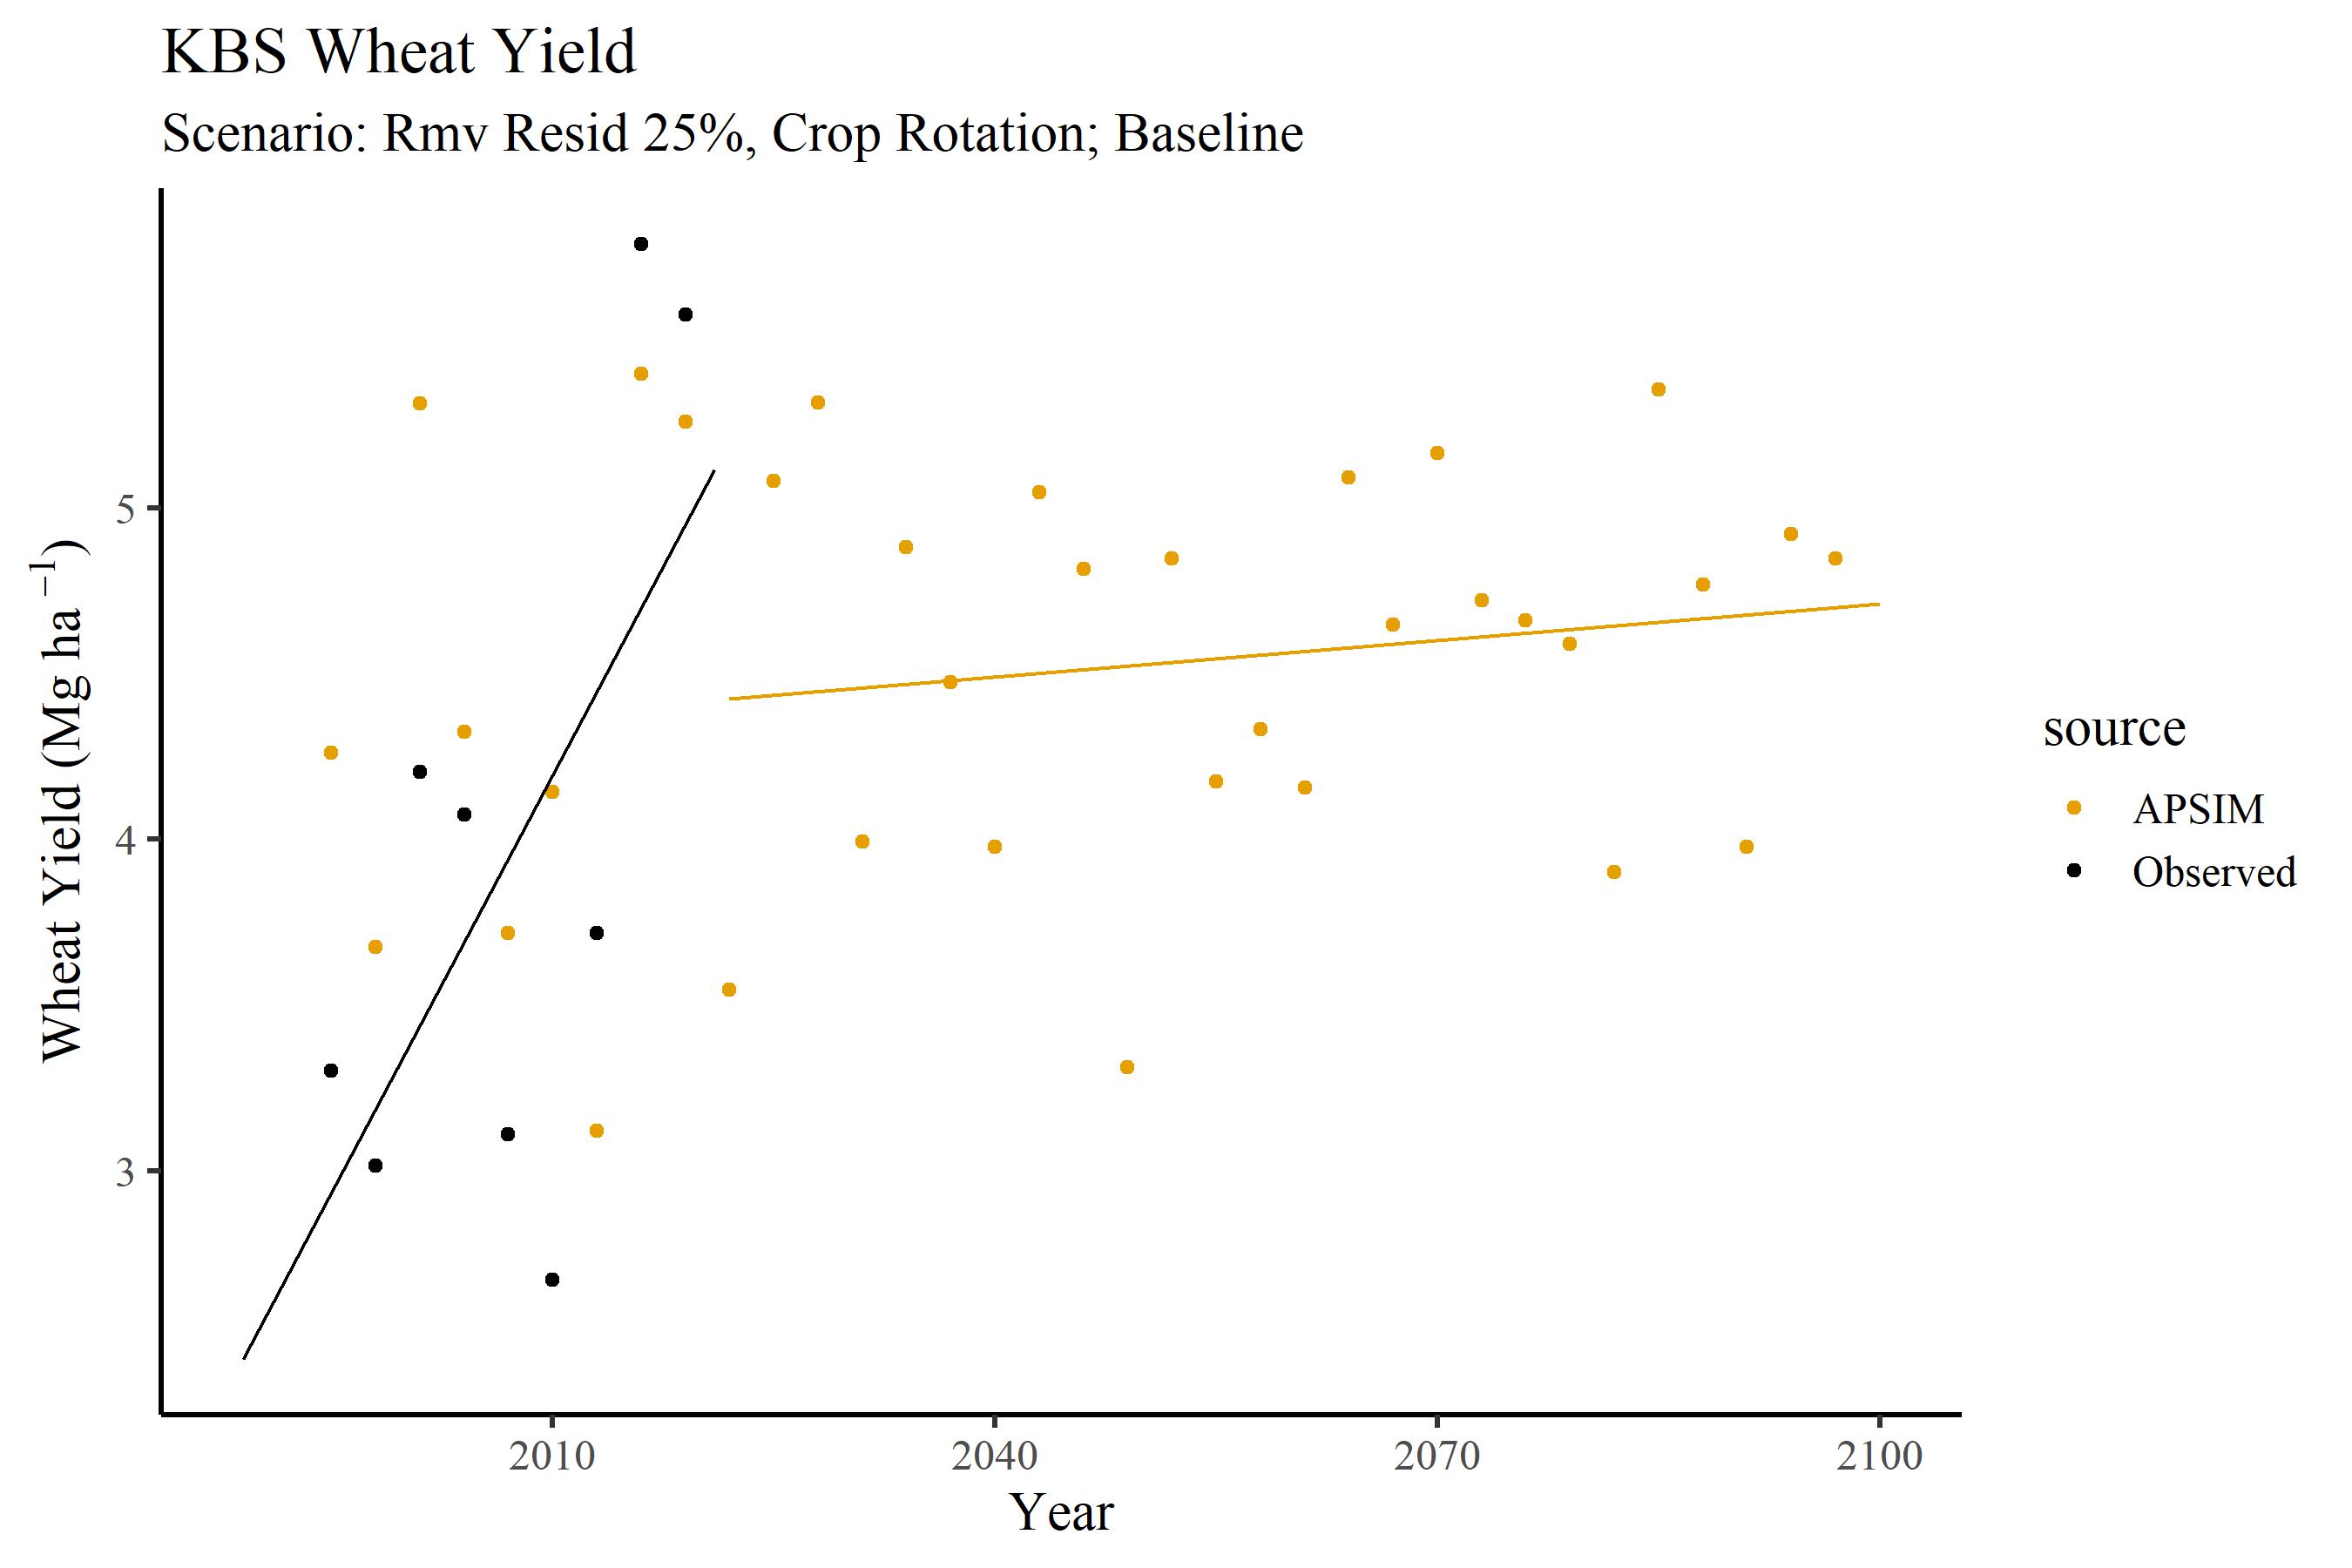 KBS Wheat Yield
Scenario: Rmv Resid 25%, Crop Rotation; Baseline
Wheat Yield (Mg ha ⁻¹)
5
4
3
2010
2040
2070
2100
Year
source
APSIM
Observed